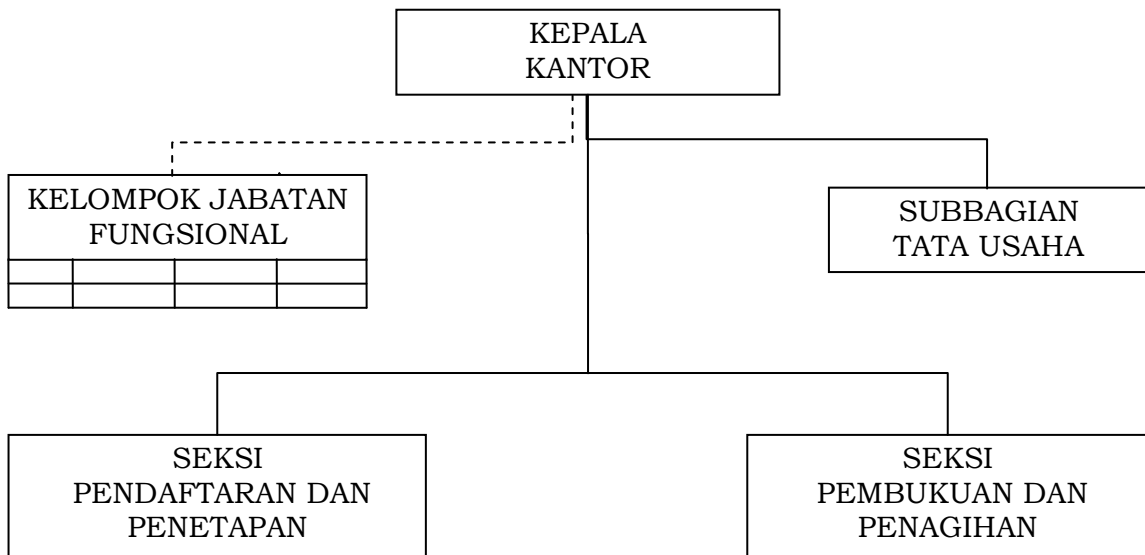 KEPALA
KANTOR
KELOMPOK JABATAN
FUNGSIONAL
SUBBAGIAN
TATA USAHA
SEKSI
PENDAFTARAN DAN
PENETAPAN
SEKSI
PEMBUKUAN DAN
PENAGIHAN